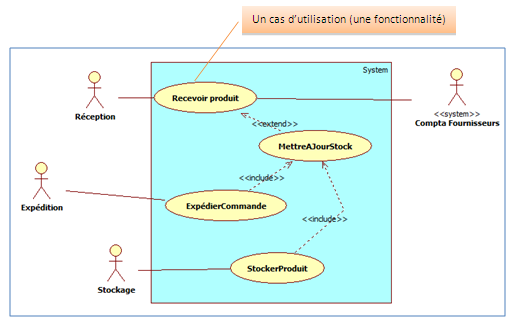 Un cas d'utilisation (une fonctionnalité)
System
Recevoir produit
Réception
<<extend>>
<<system>>
Compta Fournisseurs
MettreAJourStock
<<include>>
Expédition
ExpédierCommande
<<include>>
StockerProduit
Stockage